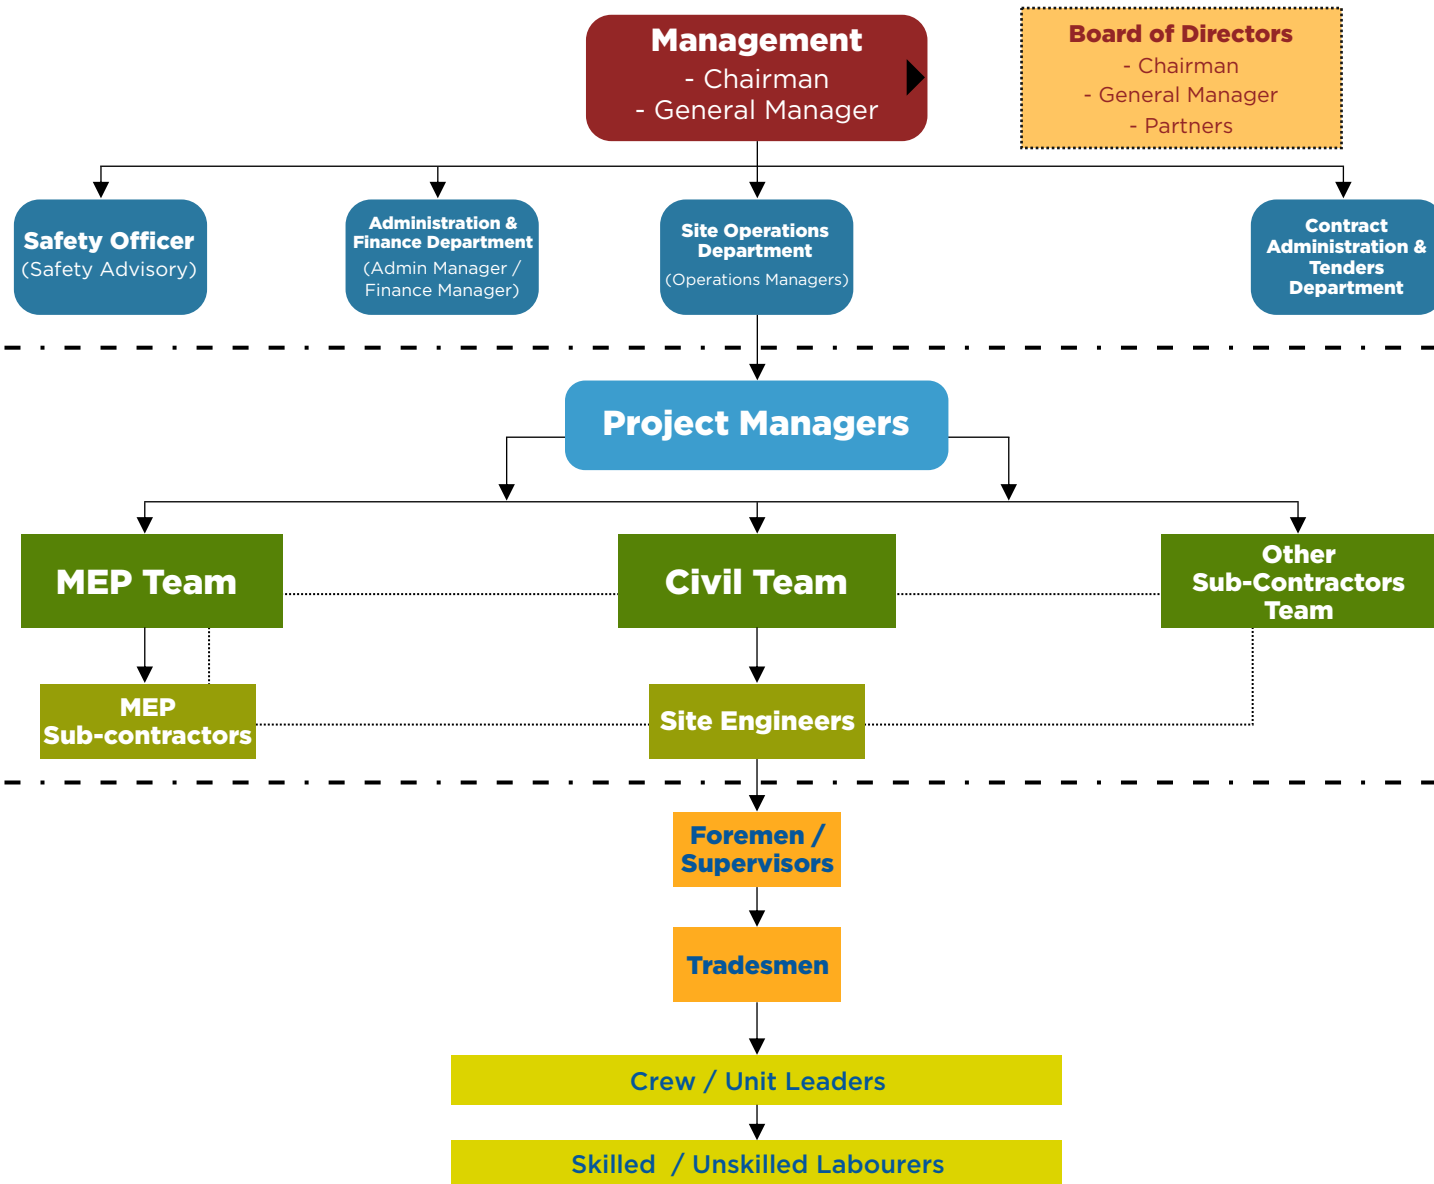 Management
- Chairman
- General Manager
Board of Directors
- Chairman
- General Manager
- Partners
Safety Officer
(Safety Advisory)
Administration &
Finance Department
(Admin Manager /
Finance Manager)
Site Operations
Department
(Operations Managers)
Contract
Administration &
Tenders
Department
Project Managers
MEP Team
Civil Team
Other
Sub-Contractors
Team
MEP
Sub-contractors
Site Engineers
Foremen /
Supervisors
Tradesmen
Crew / Unit Leaders
Skilled / Unskilled Labourers